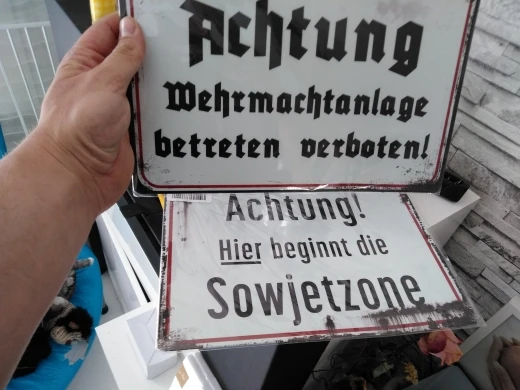 Achtung
Wehrmachtanlage
betreten verboten!
Achtung!
Hier beginnt die
Sowjetzone